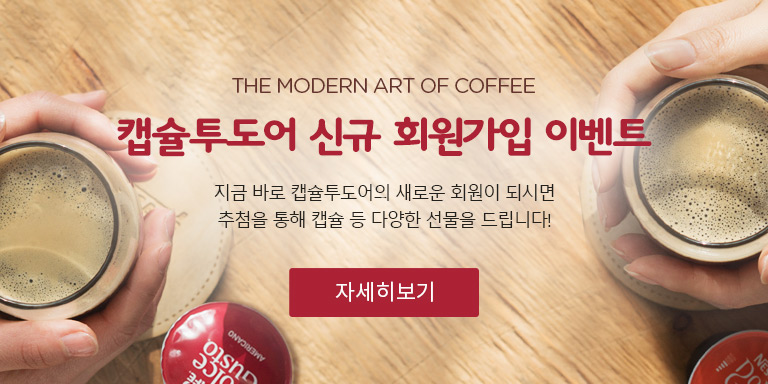 THE MODERN ART OF COFFEE
캡슐투도어 신규 회원가입 이벤트
지금 바로 캡슐투도어의 새로운 회원이 되시면
추첨을 통해 캡슐 등 다양한 선물을 드립니다!
자세히보기
AMERICANO
Dolce
Gusto